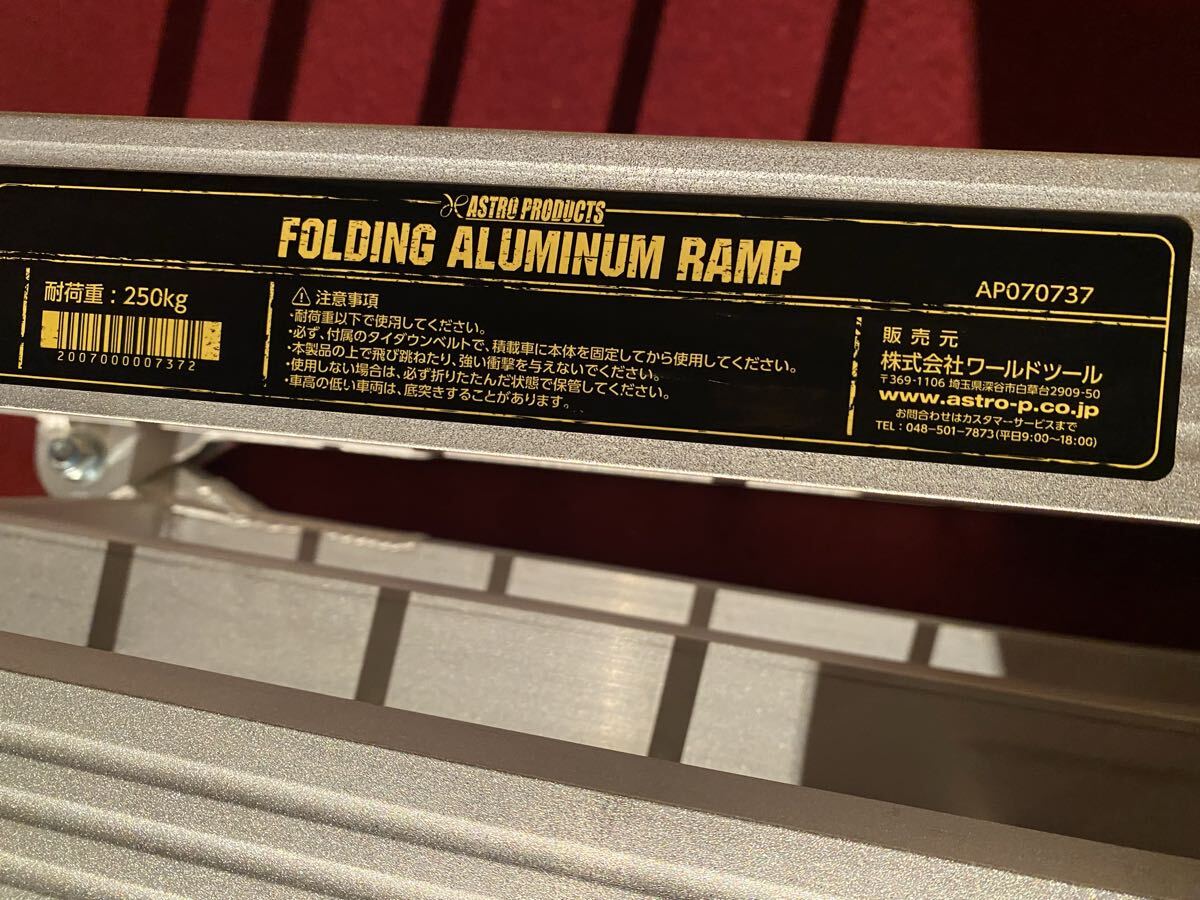 ASTRO PRODUCTS
FOLDING ALUMINUM RAMP
AP070737
耐荷重：250kg
2007000007372
⚠ 注意事項
・耐荷重以下で使用してください。
・必ず、付属のタイダウンベルトで、積載車に本体を固定してから使用してください。
・本製品の上で飛び跳ねたり、強い衝撃を与えないでください。
・使用しない場合は、必ず折りたたんだ状態で保管してください。
・車高の低い車両は、底突きすることがあります。
販売元
株式会社ワールドツール
〒369-1106 埼玉県深谷市白草台2909-50
www.astro-p.co.jp
お問合わせはカスタマーサービスまで
TEL：048-501-7873(平日9:00〜18:00)